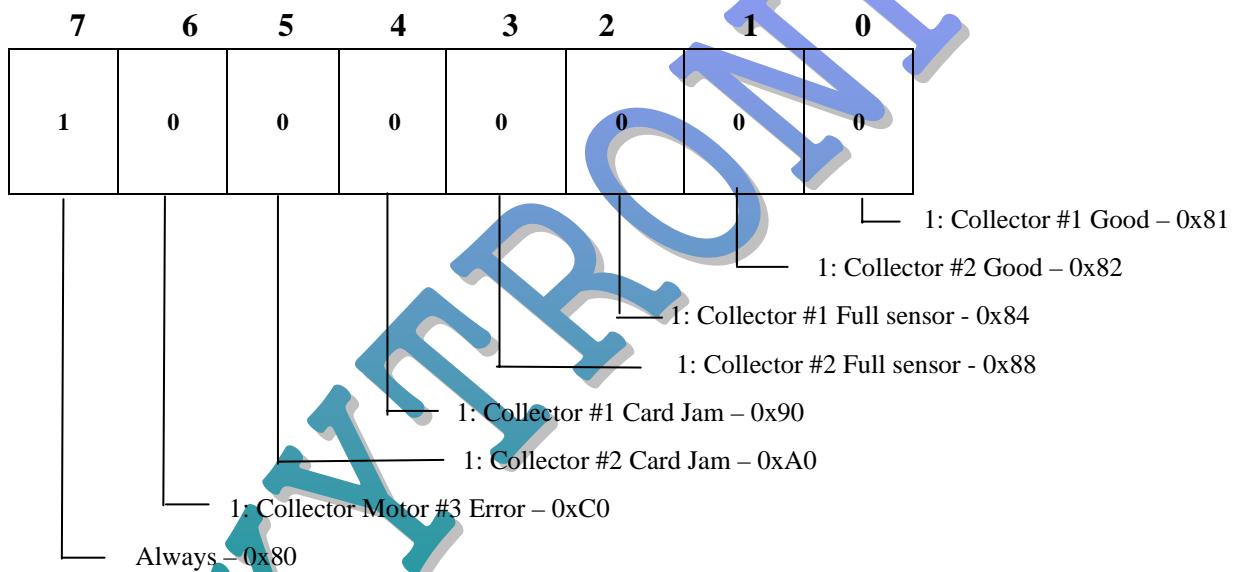 7 6 5 4 3 2 1 0
1 0 0 0 0 0 0 0
1: Collector #1 Good – 0x81
1: Collector #2 Good – 0x82
1: Collector #1 Full sensor - 0x84
1: Collector #2 Full sensor - 0x88
1: Collector #1 Card Jam – 0x90
1: Collector #2 Card Jam – 0xA0
1: Collector Motor #3 Error – 0xC0
Always – 0x80
YTRONI